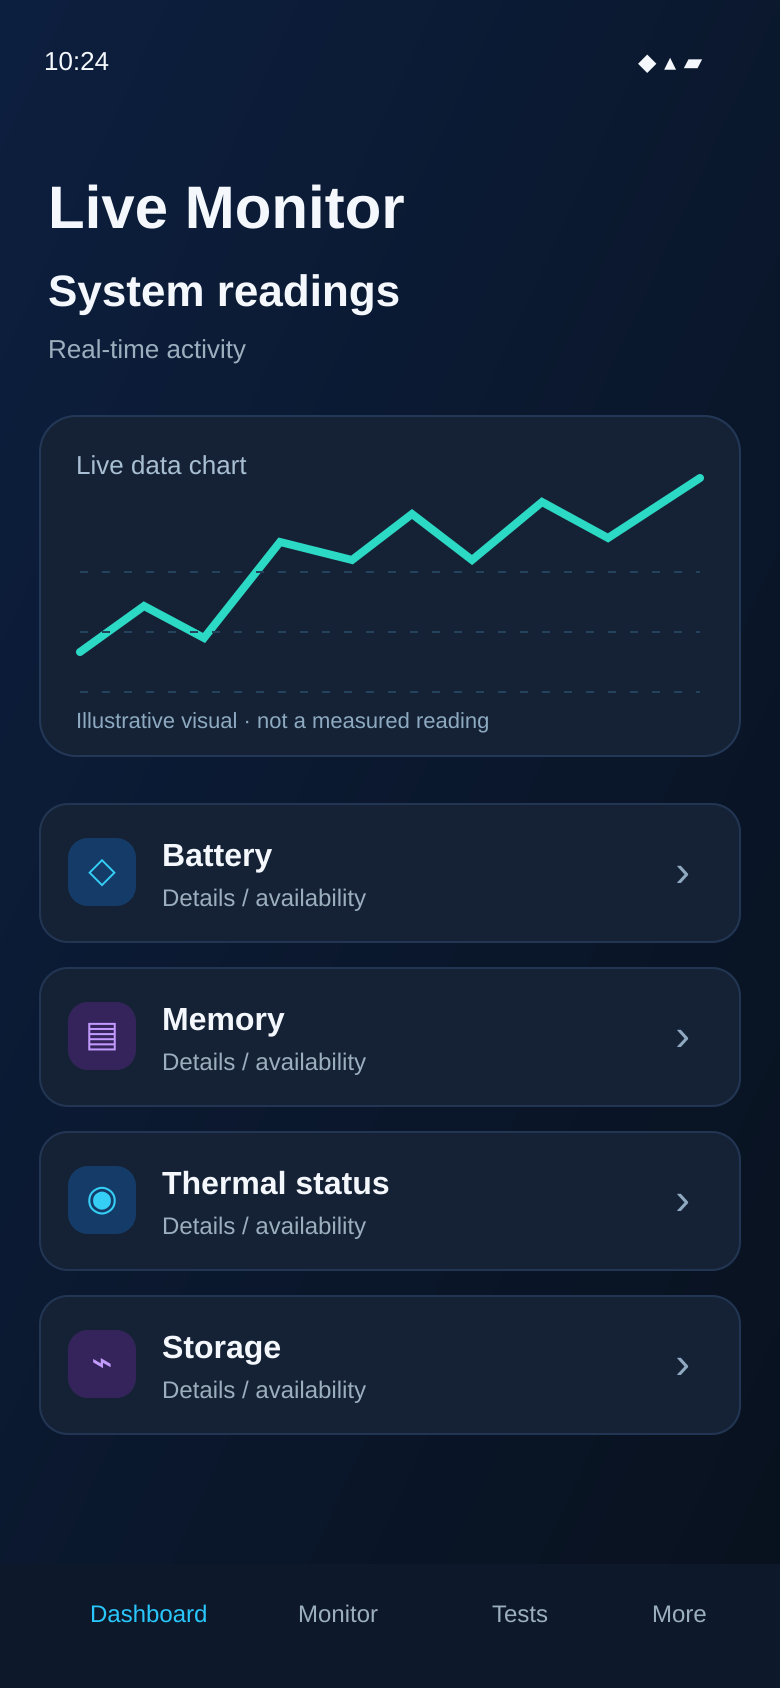 10:24
Live Monitor
System readings
Real-time activity
Live data chart
Illustrative visual · not a measured reading
Battery
Details / availability
Memory
Details / availability
Thermal status
Details / availability
Storage
Details / availability
Dashboard Monitor Tests More